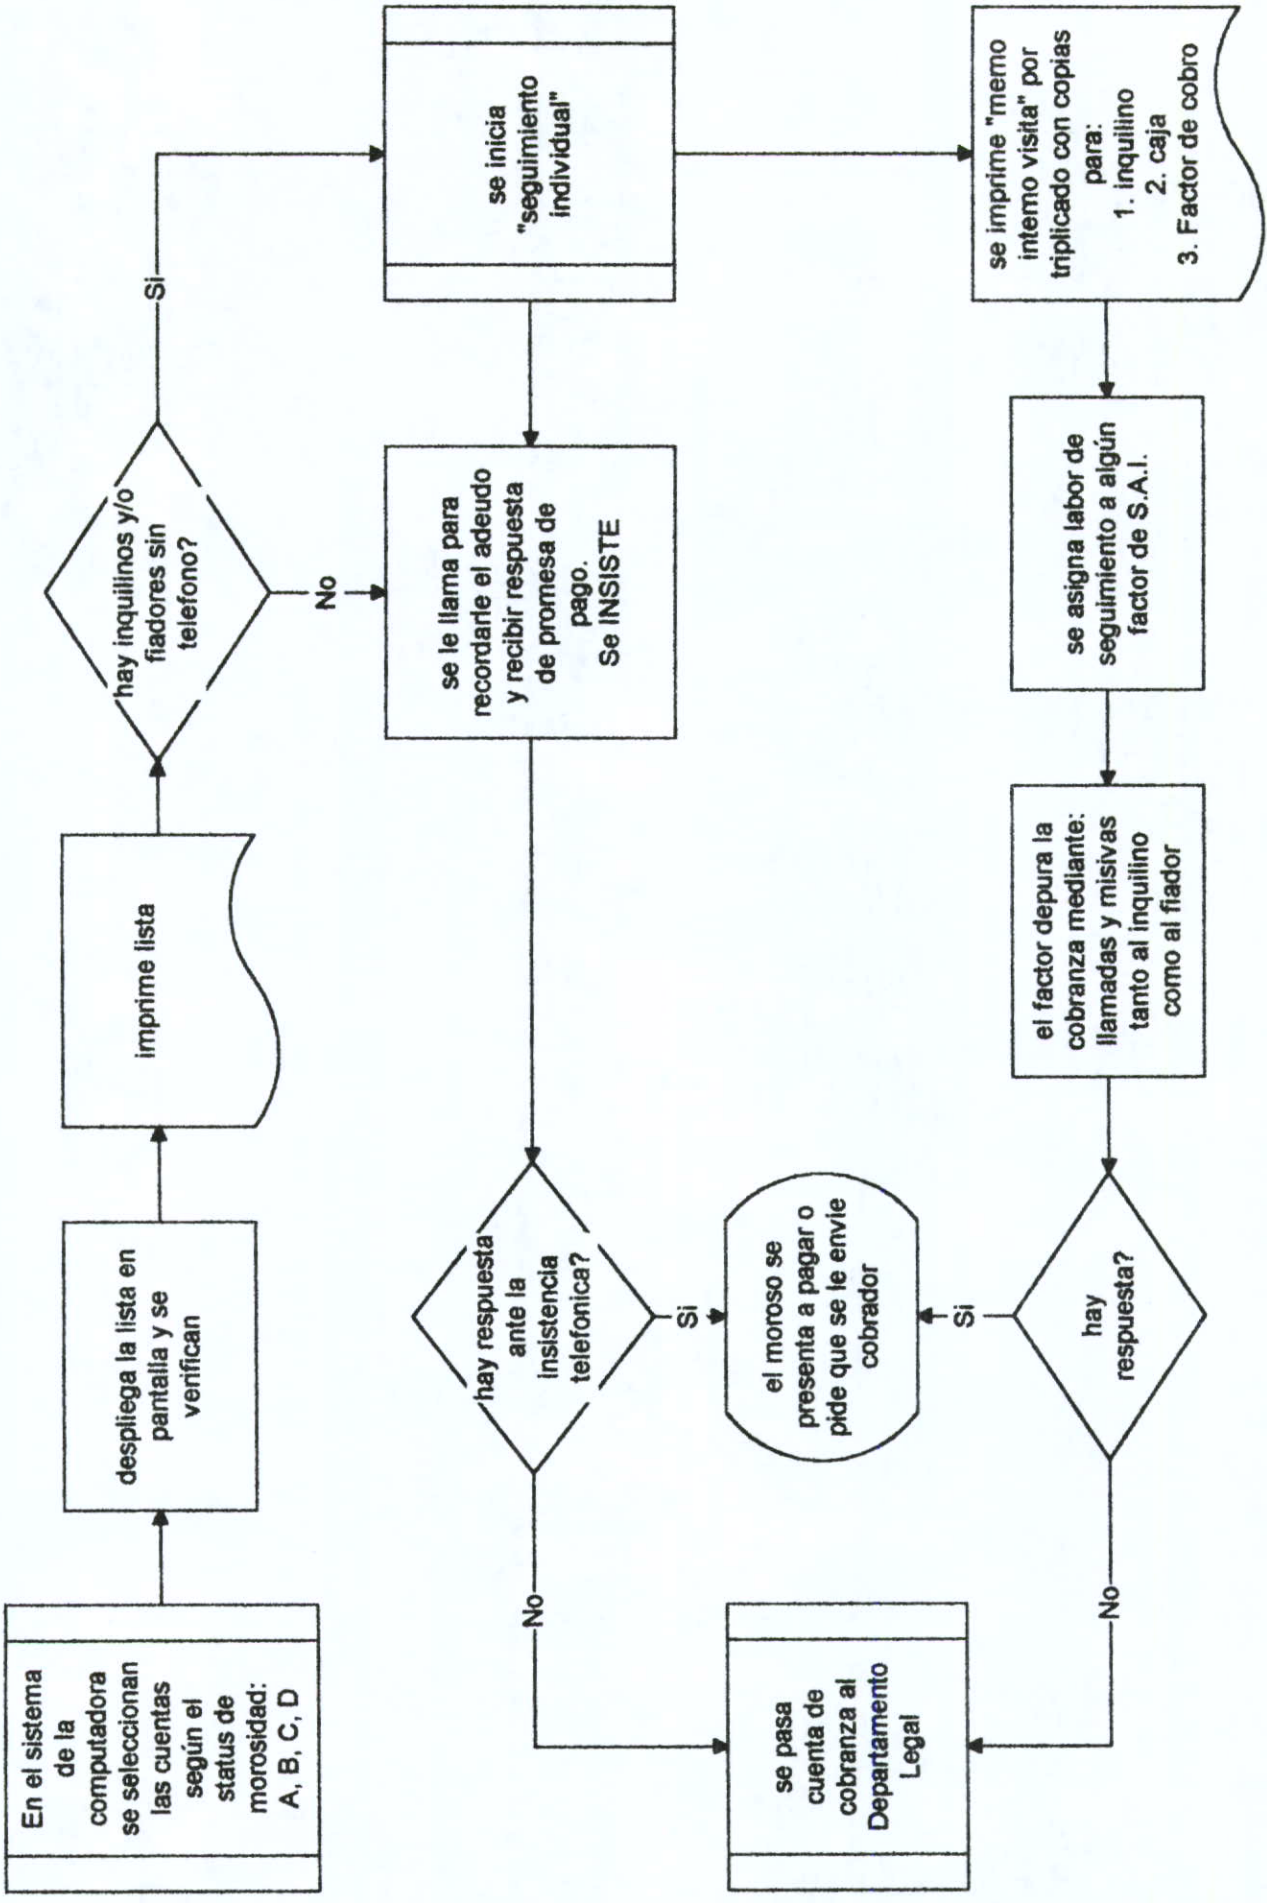 En el sistema
de la
computadora
se seleccionan
las cuentas
según el
status de
morosidad:
A, B, C, D
despliega la lista en
pantalla y se
verifican
imprime lista
hay inquilinos y/o
fiadores sin
telefono?
Si
No
se inicia
"seguimiento
individual"
se le llama para
recordarle el adeudo
y recibir respuesta
de promesa de
pago.
Se INSISTE
hay respuesta
ante la
insistencia
telefonica?
No
Si
se imprime "memo
interno visita" por
triplicado con copias
para:
1. inquilino
2. caja
3. Factor de cobro
se asigna labor de
seguimiento a algún
factor de S.A.I.
el factor depura la
cobranza mediante:
llamadas y misivas
tanto al inquilino
como al fiador
hay
respuesta?
Si
No
el moroso se
presenta a pagar o
pide que se le envie
cobrador
se pasa
cuenta de
cobranza al
Departamento
Legal